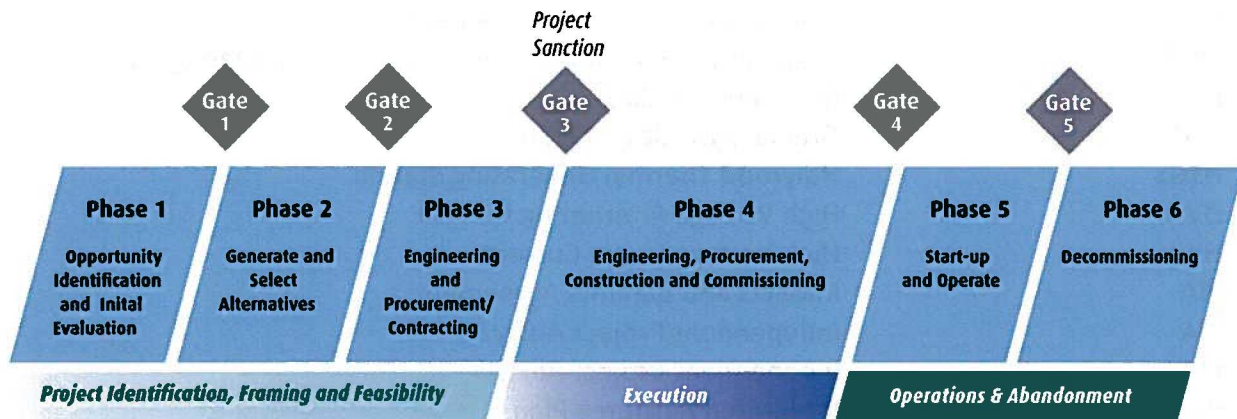 Project
Sanction
Gate
1
Gate
2
Gate
3
Gate
4
Gate
5
Phase 1
Opportunity
Identification
and Inital
Evaluation
Phase 2
Generate and
Select
Alternatives
Phase 3
Engineering
and
Procurement/
Contracting
Phase 4
Engineering, Procurement,
Construction and Commissioning
Phase 5
Start-up
and Operate
Phase 6
Decommissioning
Project Identification, Framing and Feasibility
Execution
Operations & Abandonment